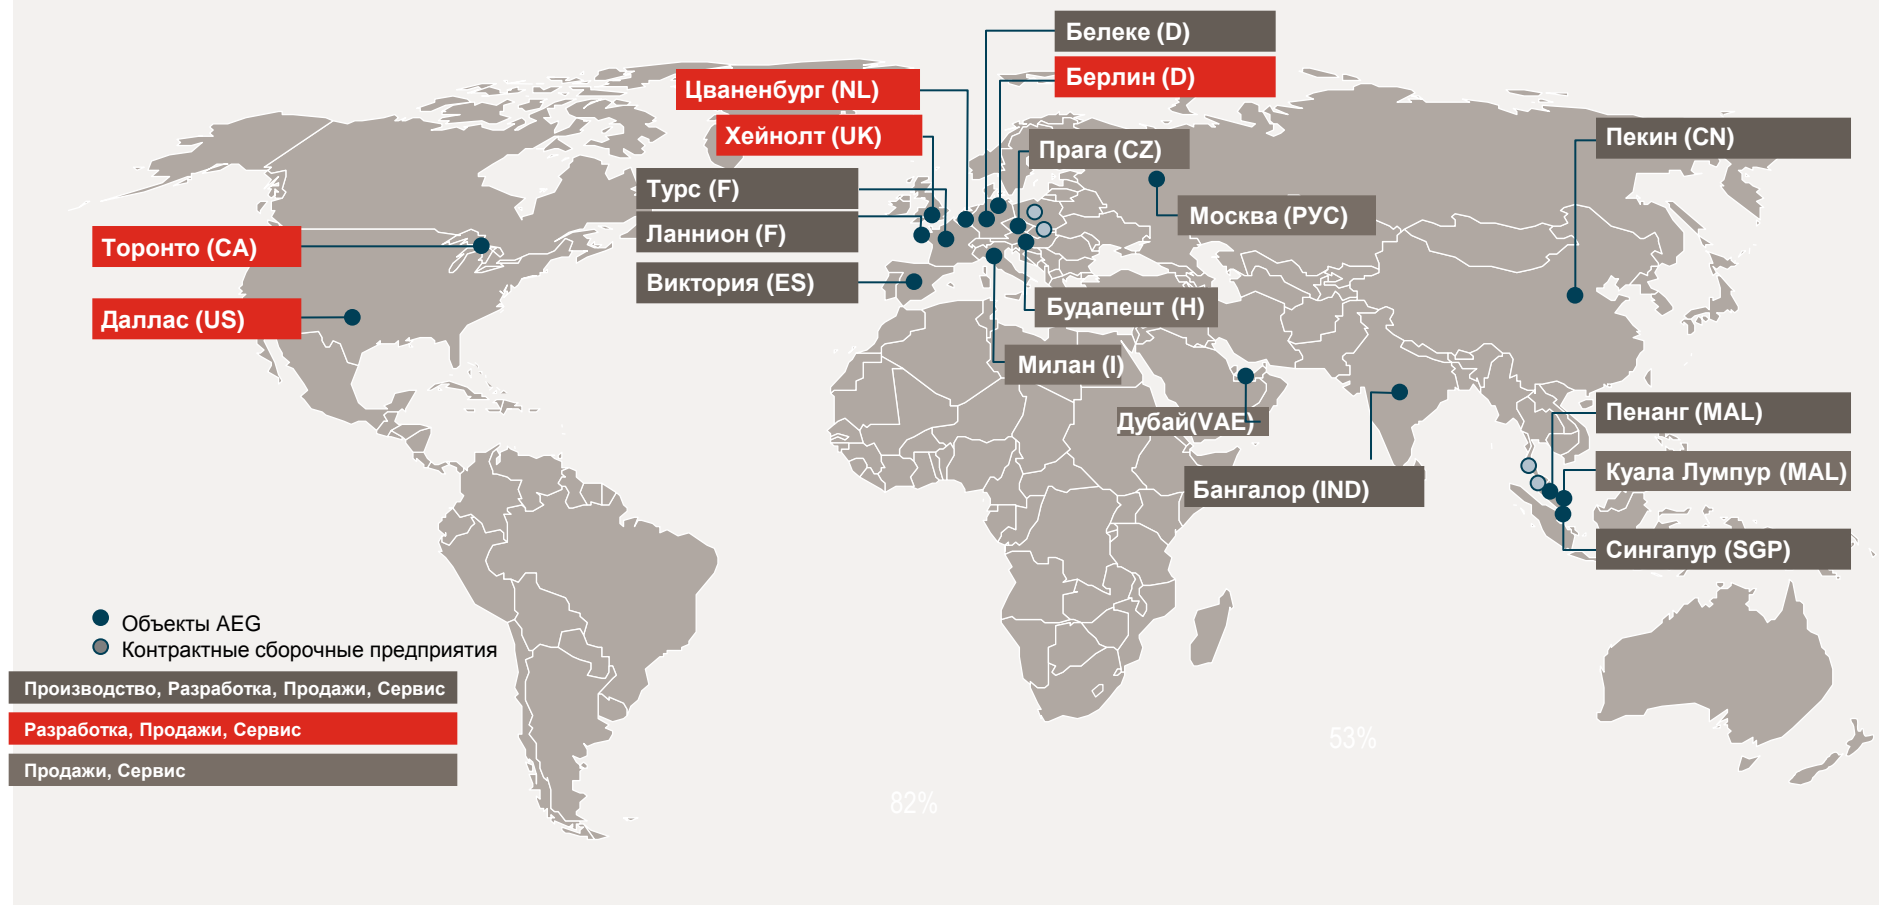 Белеке (D)
Берлин (D)
Цваненбург (NL)
Хейнолт (UK)
Прага (CZ)
Пекин (CN)
Турс (F)
Москва (РУС)
Ланнион (F)
Торонто (CA)
Виктория (ES)
Будапешт (H)
Даллас (US)
Милан (I)
Дубай(VAE)
Пенанг (MAL)
Куала Лумпур (MAL)
Бангалор (IND)
Сингапур (SGP)
Объекты AEG
Контрактные сборочные предприятия
Производство, Разработка, Продажи, Сервис
Разработка, Продажи, Сервис
Продажи, Сервис
53%
82%